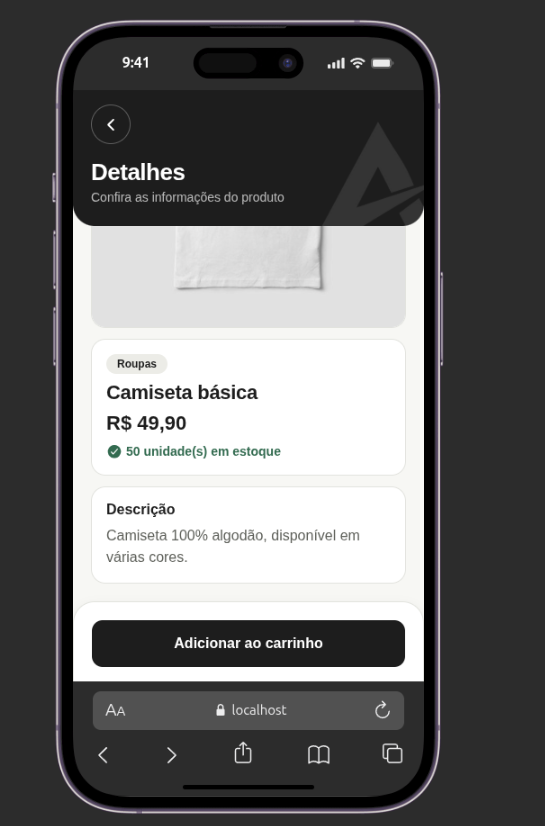 9:41
Detalhes
Confira as informações do produto
Roupas
Camiseta básica
R$ 49,90
50 unidade(s) em estoque
Descrição
Camiseta 100% algodão, disponível em
várias cores.
Adicionar ao carrinho
AA
localhost